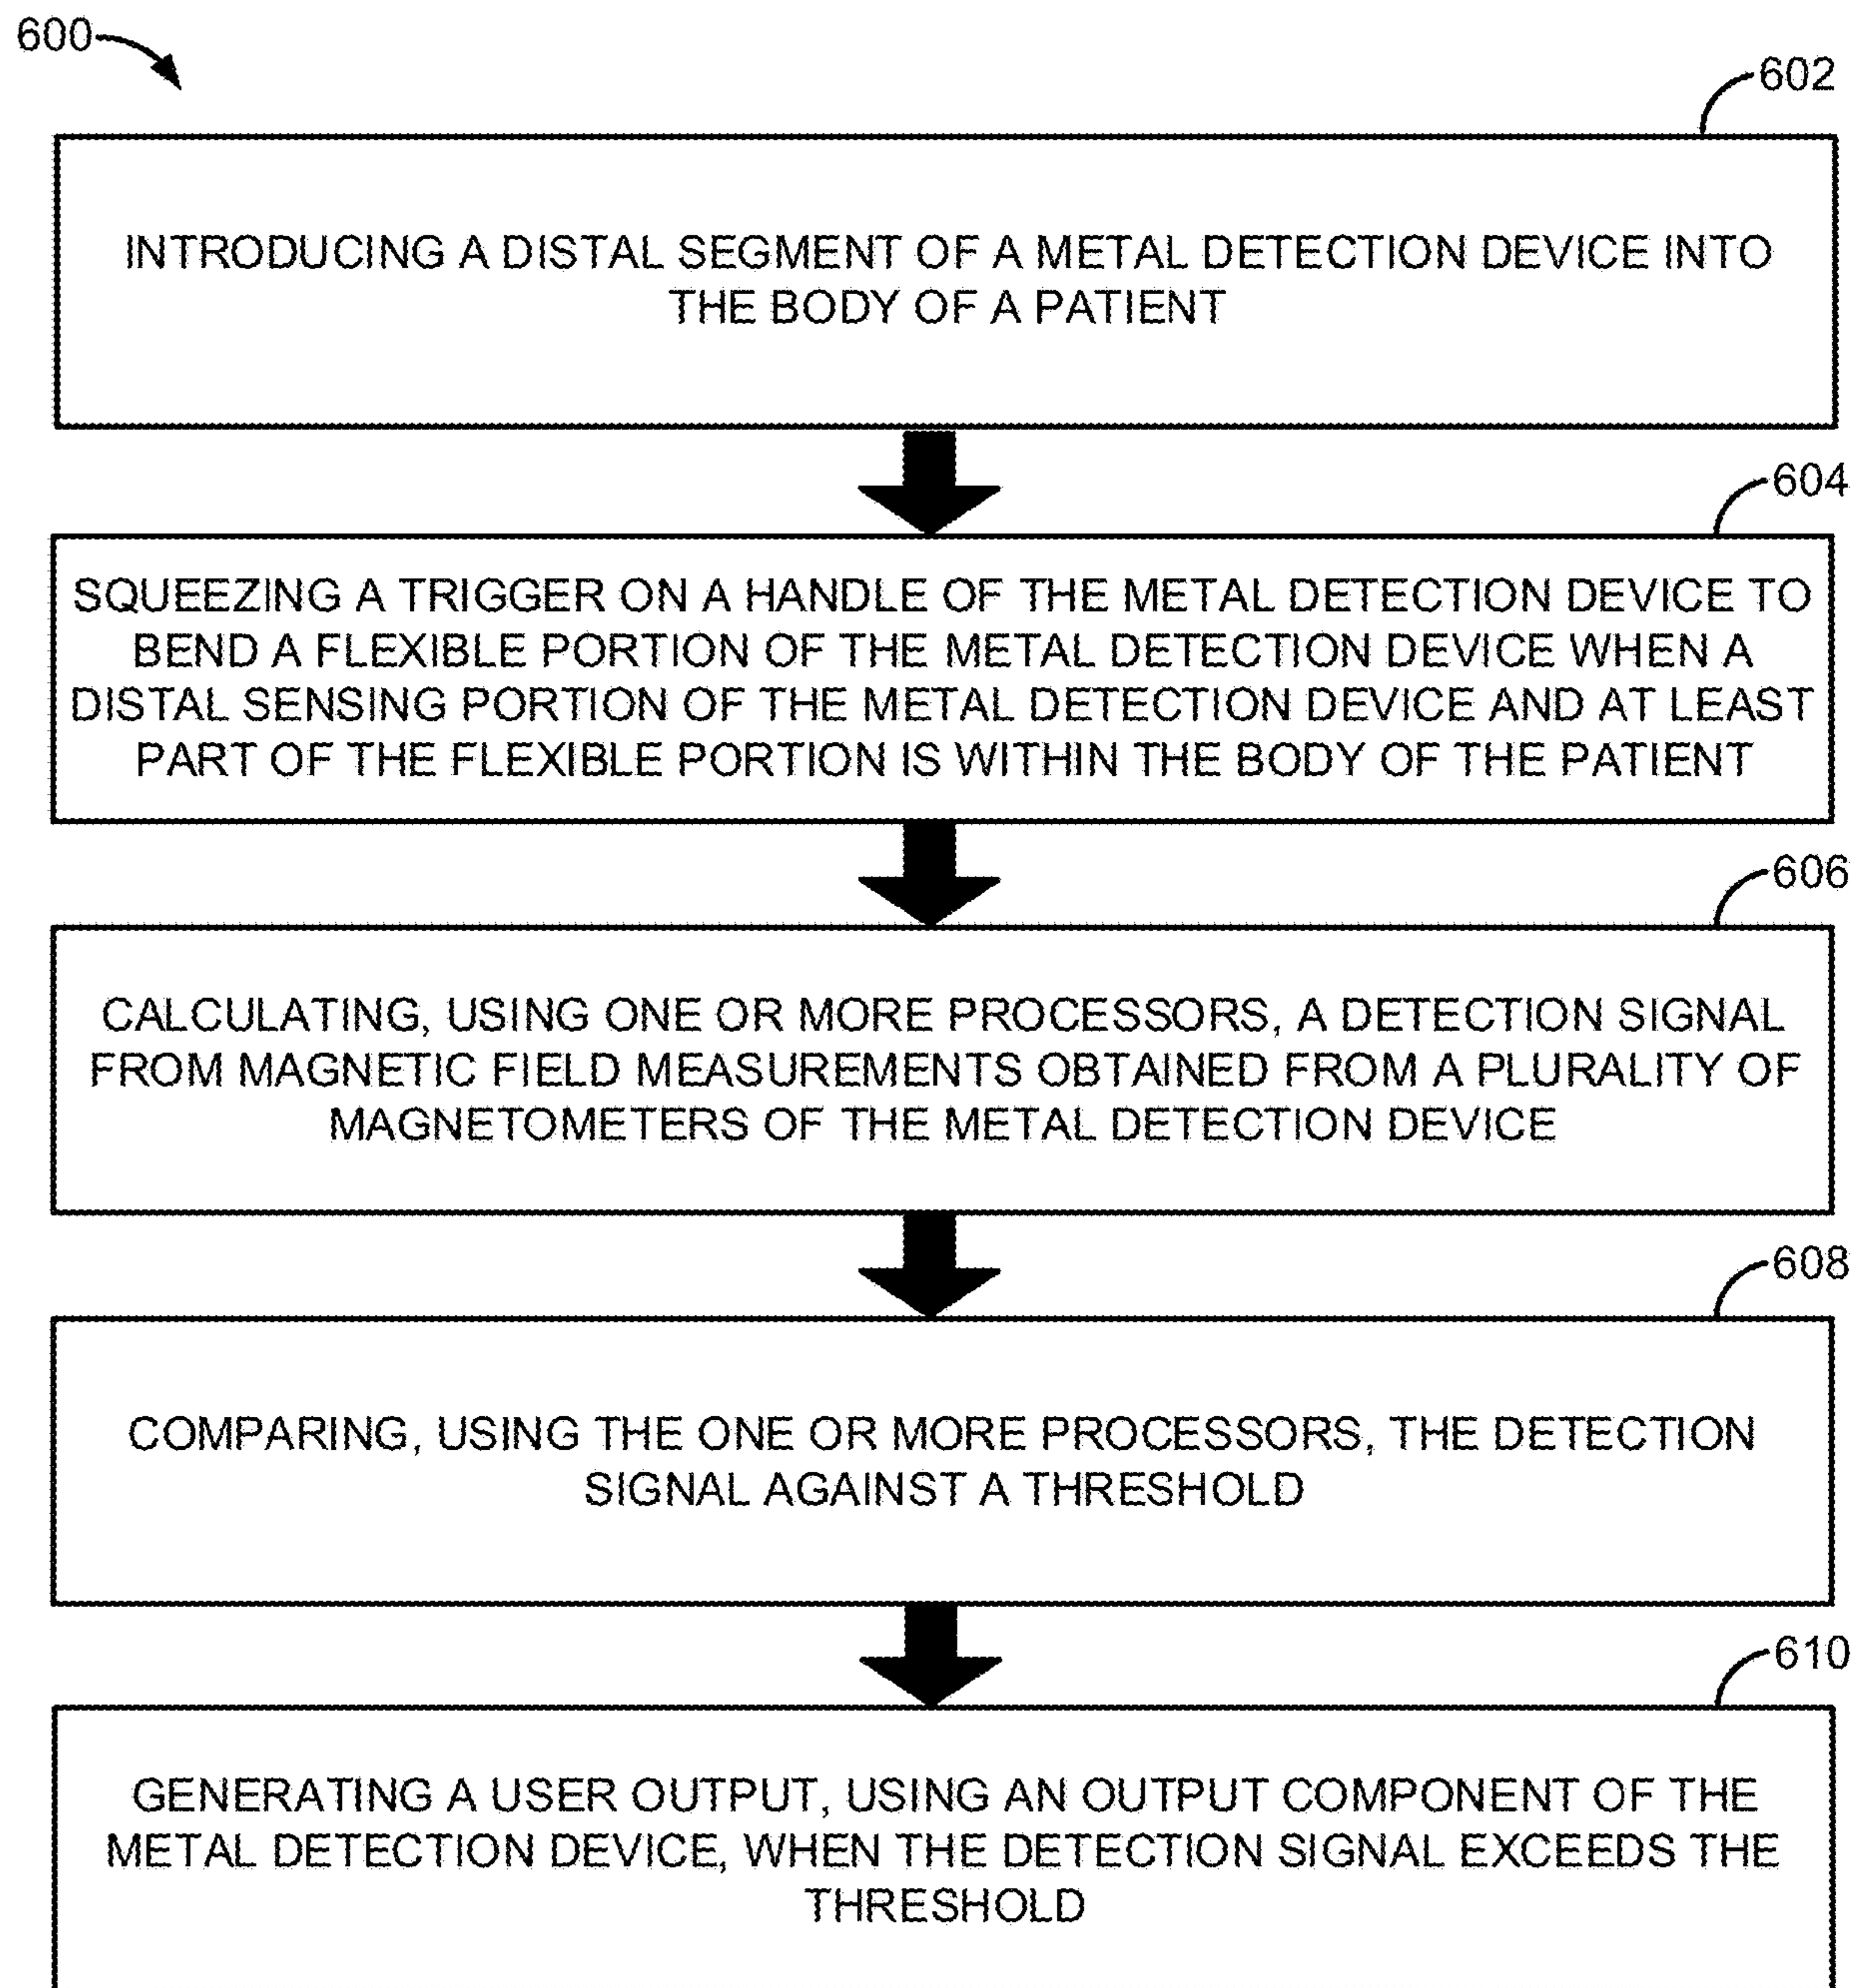 600
602
INTRODUCING A DISTAL SEGMENT OF A METAL DETECTION DEVICE INTO
THE BODY OF A PATIENT
604
SQUEEZING A TRIGGER ON A HANDLE OF THE METAL DETECTION DEVICE TO
BEND A FLEXIBLE PORTION OF THE METAL DETECTION DEVICE WHEN A
DISTAL SENSING PORTION OF THE METAL DETECTION DEVICE AND AT LEAST
PART OF THE FLEXIBLE PORTION IS WITHIN THE BODY OF THE PATIENT
606
CALCULATING, USING ONE OR MORE PROCESSORS, A DETECTION SIGNAL
FROM MAGNETIC FIELD MEASUREMENTS OBTAINED FROM A PLURALITY OF
MAGNETOMETERS OF THE METAL DETECTION DEVICE
608
COMPARING, USING THE ONE OR MORE PROCESSORS, THE DETECTION
SIGNAL AGAINST A THRESHOLD
610
GENERATING A USER OUTPUT, USING AN OUTPUT COMPONENT OF THE
METAL DETECTION DEVICE, WHEN THE DETECTION SIGNAL EXCEEDS THE
THRESHOLD